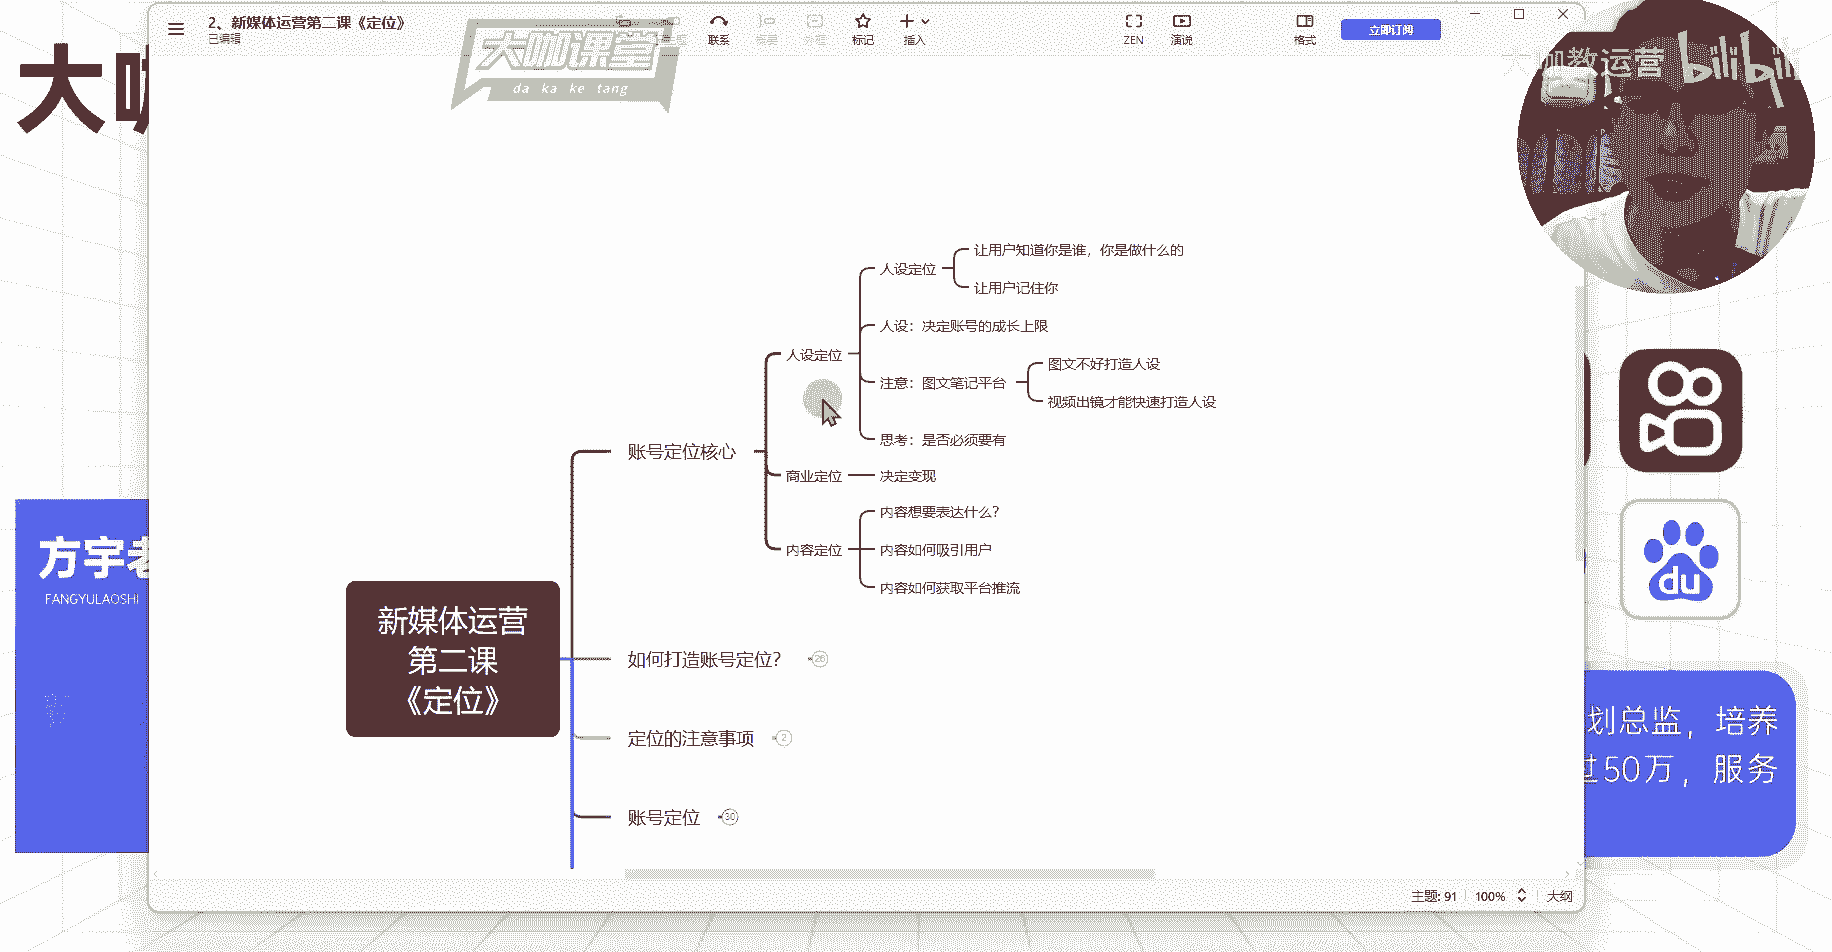 2、新媒体运营第二课《定位》
已编辑
联系
概要
外框
标记
插入
ZEN
演说
格式
立即订阅
大咖课堂
da ka ke tang
大咖教运营
bilibili
大咖
让用户知道你是谁，你是做什么的
人设定位
让用户记住你
人设：决定账号的成长上限
人设定位
图文不好打造人设
注意：图文笔记平台
视频出镜才能快速打造人设
思考：是否必须要有
账号定位核心
商业定位
决定变现
内容想要表达什么？
内容定位
内容如何吸引用户
内容如何获取平台推流
方宇老
FANGYULAOSHI
新媒体运营
第二课
《定位》
如何打造账号定位？
26
定位的注意事项
2
账号定位
30
du
划总监，培养
过50万，服务
主题: 91
100%
大纲